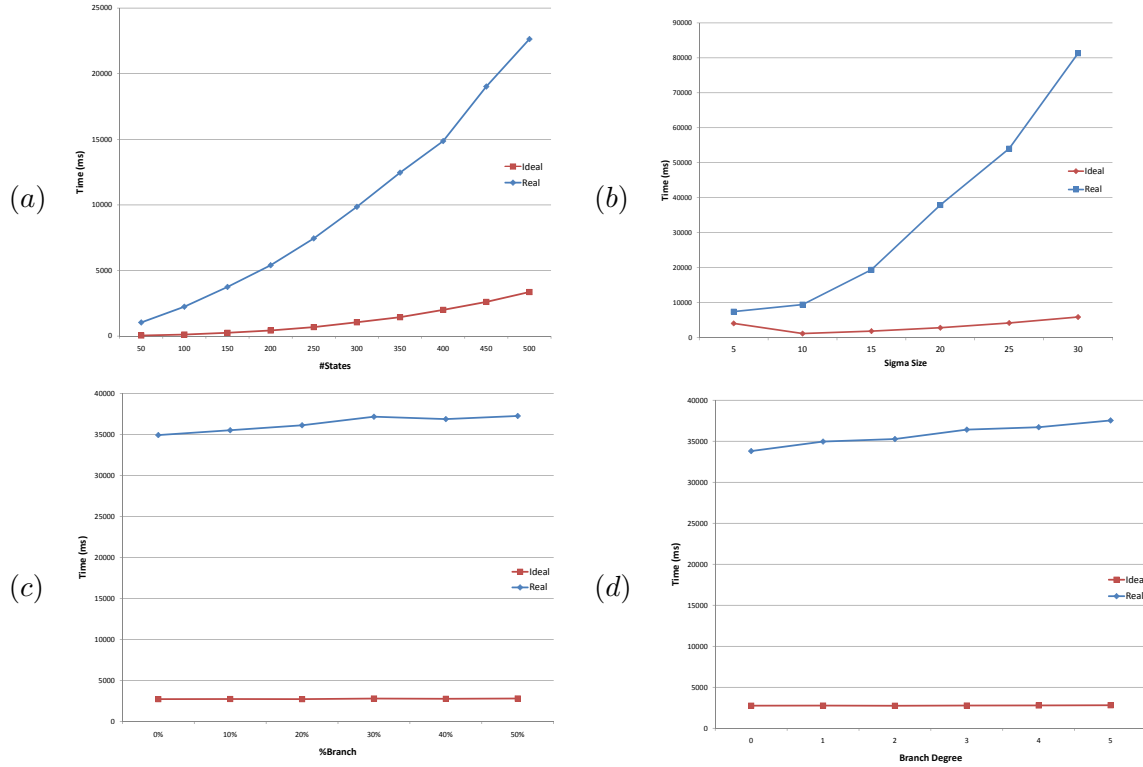 (a)
25000
20000
15000
10000
5000
0
Time (ms)
50 100 150 200 250 300 350 400 450 500
#States
Ideal
Real
(b)
90000
80000
70000
60000
50000
40000
30000
20000
10000
0
Time (ms)
5 10 15 20 25 30
Sigma Size
Ideal
Real
(c)
40000
35000
30000
25000
20000
15000
10000
5000
0
Time (ms)
0% 10% 20% 30% 40% 50%
%Branch
Ideal
Real
(d)
40000
35000
30000
25000
20000
15000
10000
5000
0
Time (ms)
0 1 2 3 4 5
Branch Degree
Ideal
Real